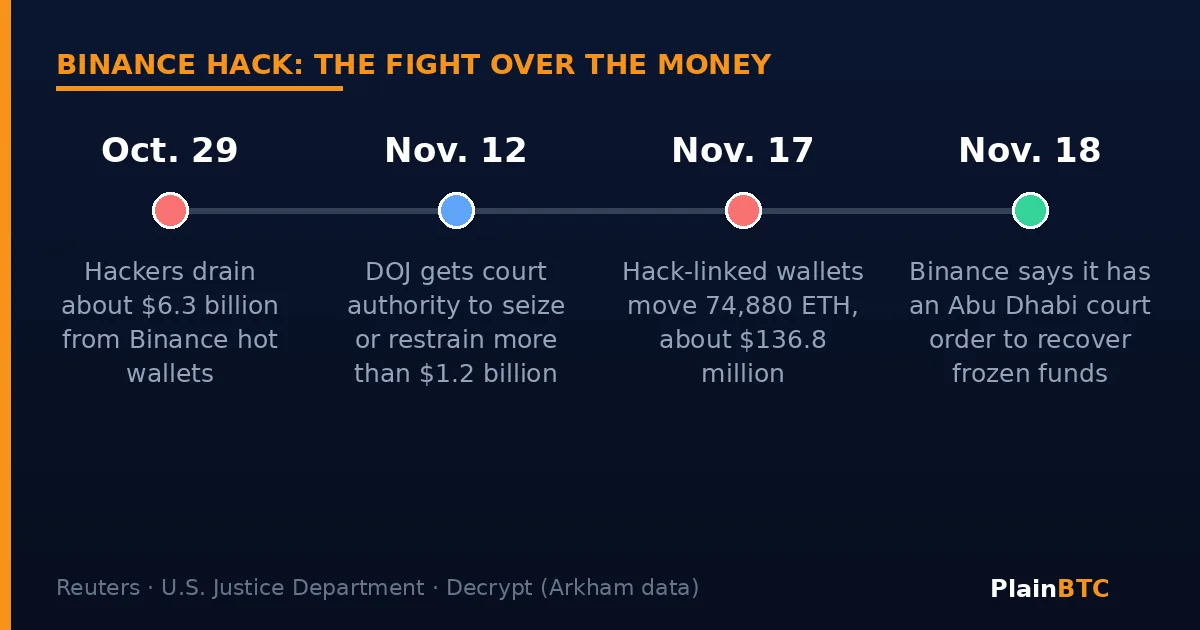 BINANCE HACK: THE FIGHT OVER THE MONEY
Oct. 29
Hackers drain
about $6.3 billion
from Binance hot
wallets
Nov. 12
DOJ gets court
authority to seize
or restrain more
than $1.2 billion
Nov. 17
Hack-linked wallets
move 74,880 ETH,
about $136.8
million
Nov. 18
Binance says it has
an Abu Dhabi court
order to recover
frozen funds
Reuters · U.S. Justice Department · Decrypt (Arkham data)
PlainBTC